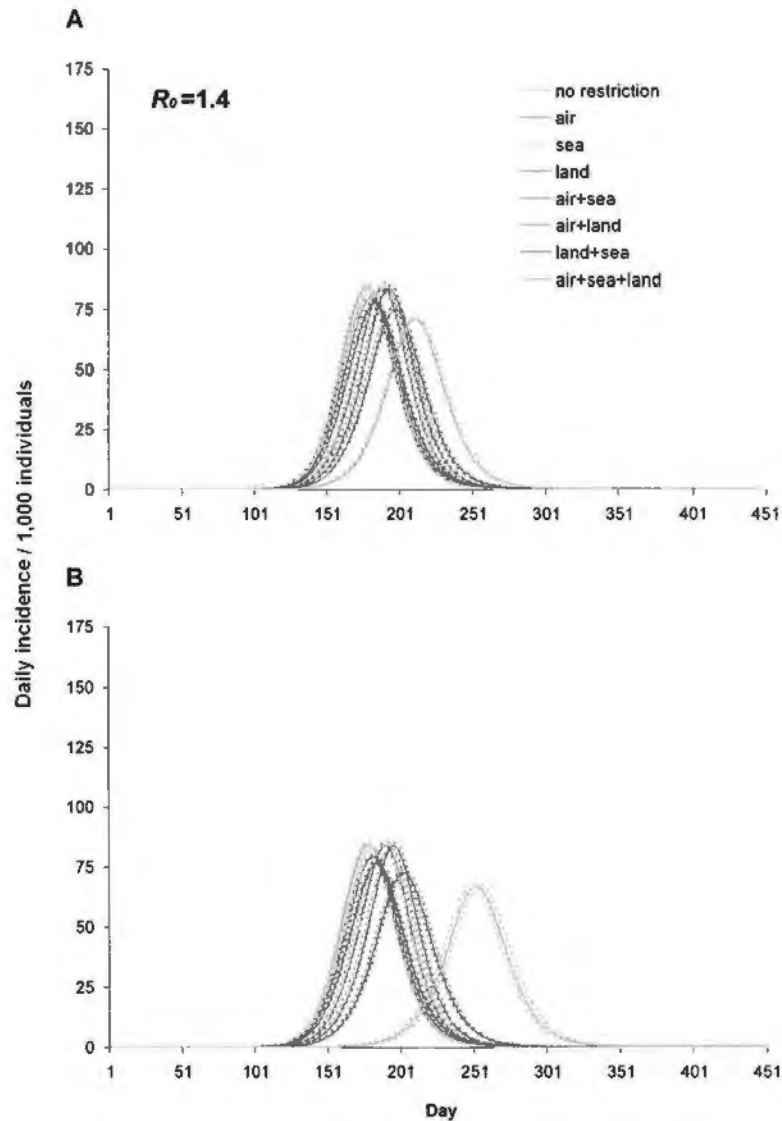 A
175
150
125
100
75
50
25
0
R₀=1.4
no restriction
air
sea
land
air+sea
air+land
land+sea
air+sea+land
1 51 101 151 201 251 301 351 401 451
Daily incidence / 1,000 individuals
B
175
150
125
100
75
50
25
0
1 51 101 151 201 251 301 351 401 451
Day